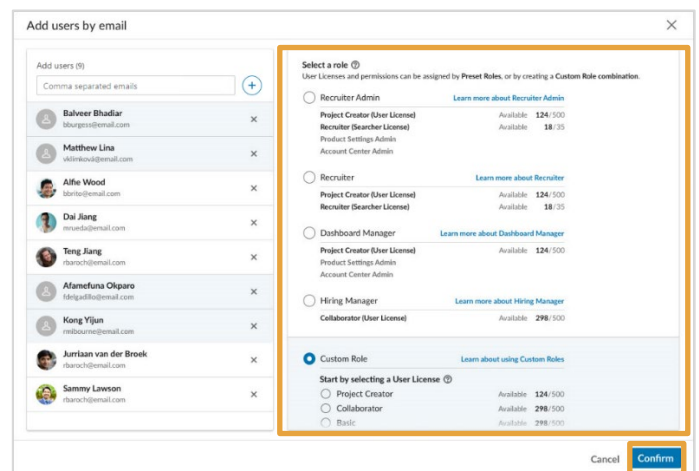 Add users by email
Add users (9)
Comma separated emails
Balveer Bhadiar
bburgess@email.com
Matthew Lina
vklimková@email.com
Alfie Wood
bbrito@email.com
Dai Jiang
mrueda@email.com
Teng Jiang
rbaroch@email.com
Afamefuna Okparo
fdelgadillo@email.com
Kong Yijun
rmibourne@email.com
Jurriaan van der Broek
rbaroch@email.com
Sammy Lawson
rbaroch@email.com
Select a role
User Licenses and permissions can be assigned by Preset Roles, or by creating a Custom Role combination.
Recruiter Admin Learn more about Recruiter Admin
Project Creator (User License) Available 124/500
Recruiter (Searcher License) Available 18/35
Product Settings Admin
Account Center Admin
Recruiter Learn more about Recruiter
Project Creator (User License) Available 124/500
Recruiter (Searcher License) Available 18/35
Dashboard Manager Learn more about Dashboard Manager
Project Creator (User License) Available 124/500
Product Settings Admin
Account Center Admin
Hiring Manager Learn more about Hiring Manager
Collaborator (User License) Available 298/500
Custom Role Learn about using Custom Roles
Start by selecting a User License
Project Creator Available 124/500
Collaborator Available 298/500
Basic Available 298/500
Cancel Confirm